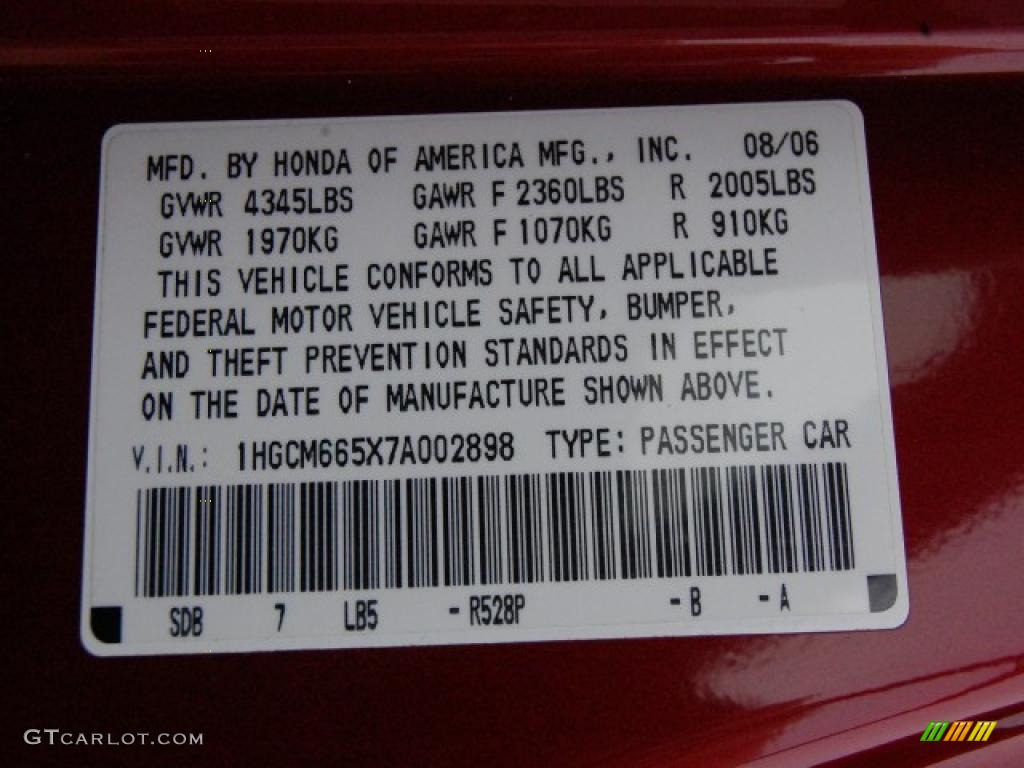 MFD. BY HONDA OF AMERICA MFG., INC. 08/06
GVWR 4345LBS GAWR F 2360LBS R 2005LBS
GVWR 1970KG GAWR F 1070KG R 910KG
THIS VEHICLE CONFORMS TO ALL APPLICABLE
FEDERAL MOTOR VEHICLE SAFETY, BUMPER,
AND THEFT PREVENTION STANDARDS IN EFFECT
ON THE DATE OF MANUFACTURE SHOWN ABOVE.
V.I.N.: 1HGCM665X7A002898 TYPE: PASSENGER CAR
SDB 7 LB5 - R528P - B - A
GTCARLOT.COM